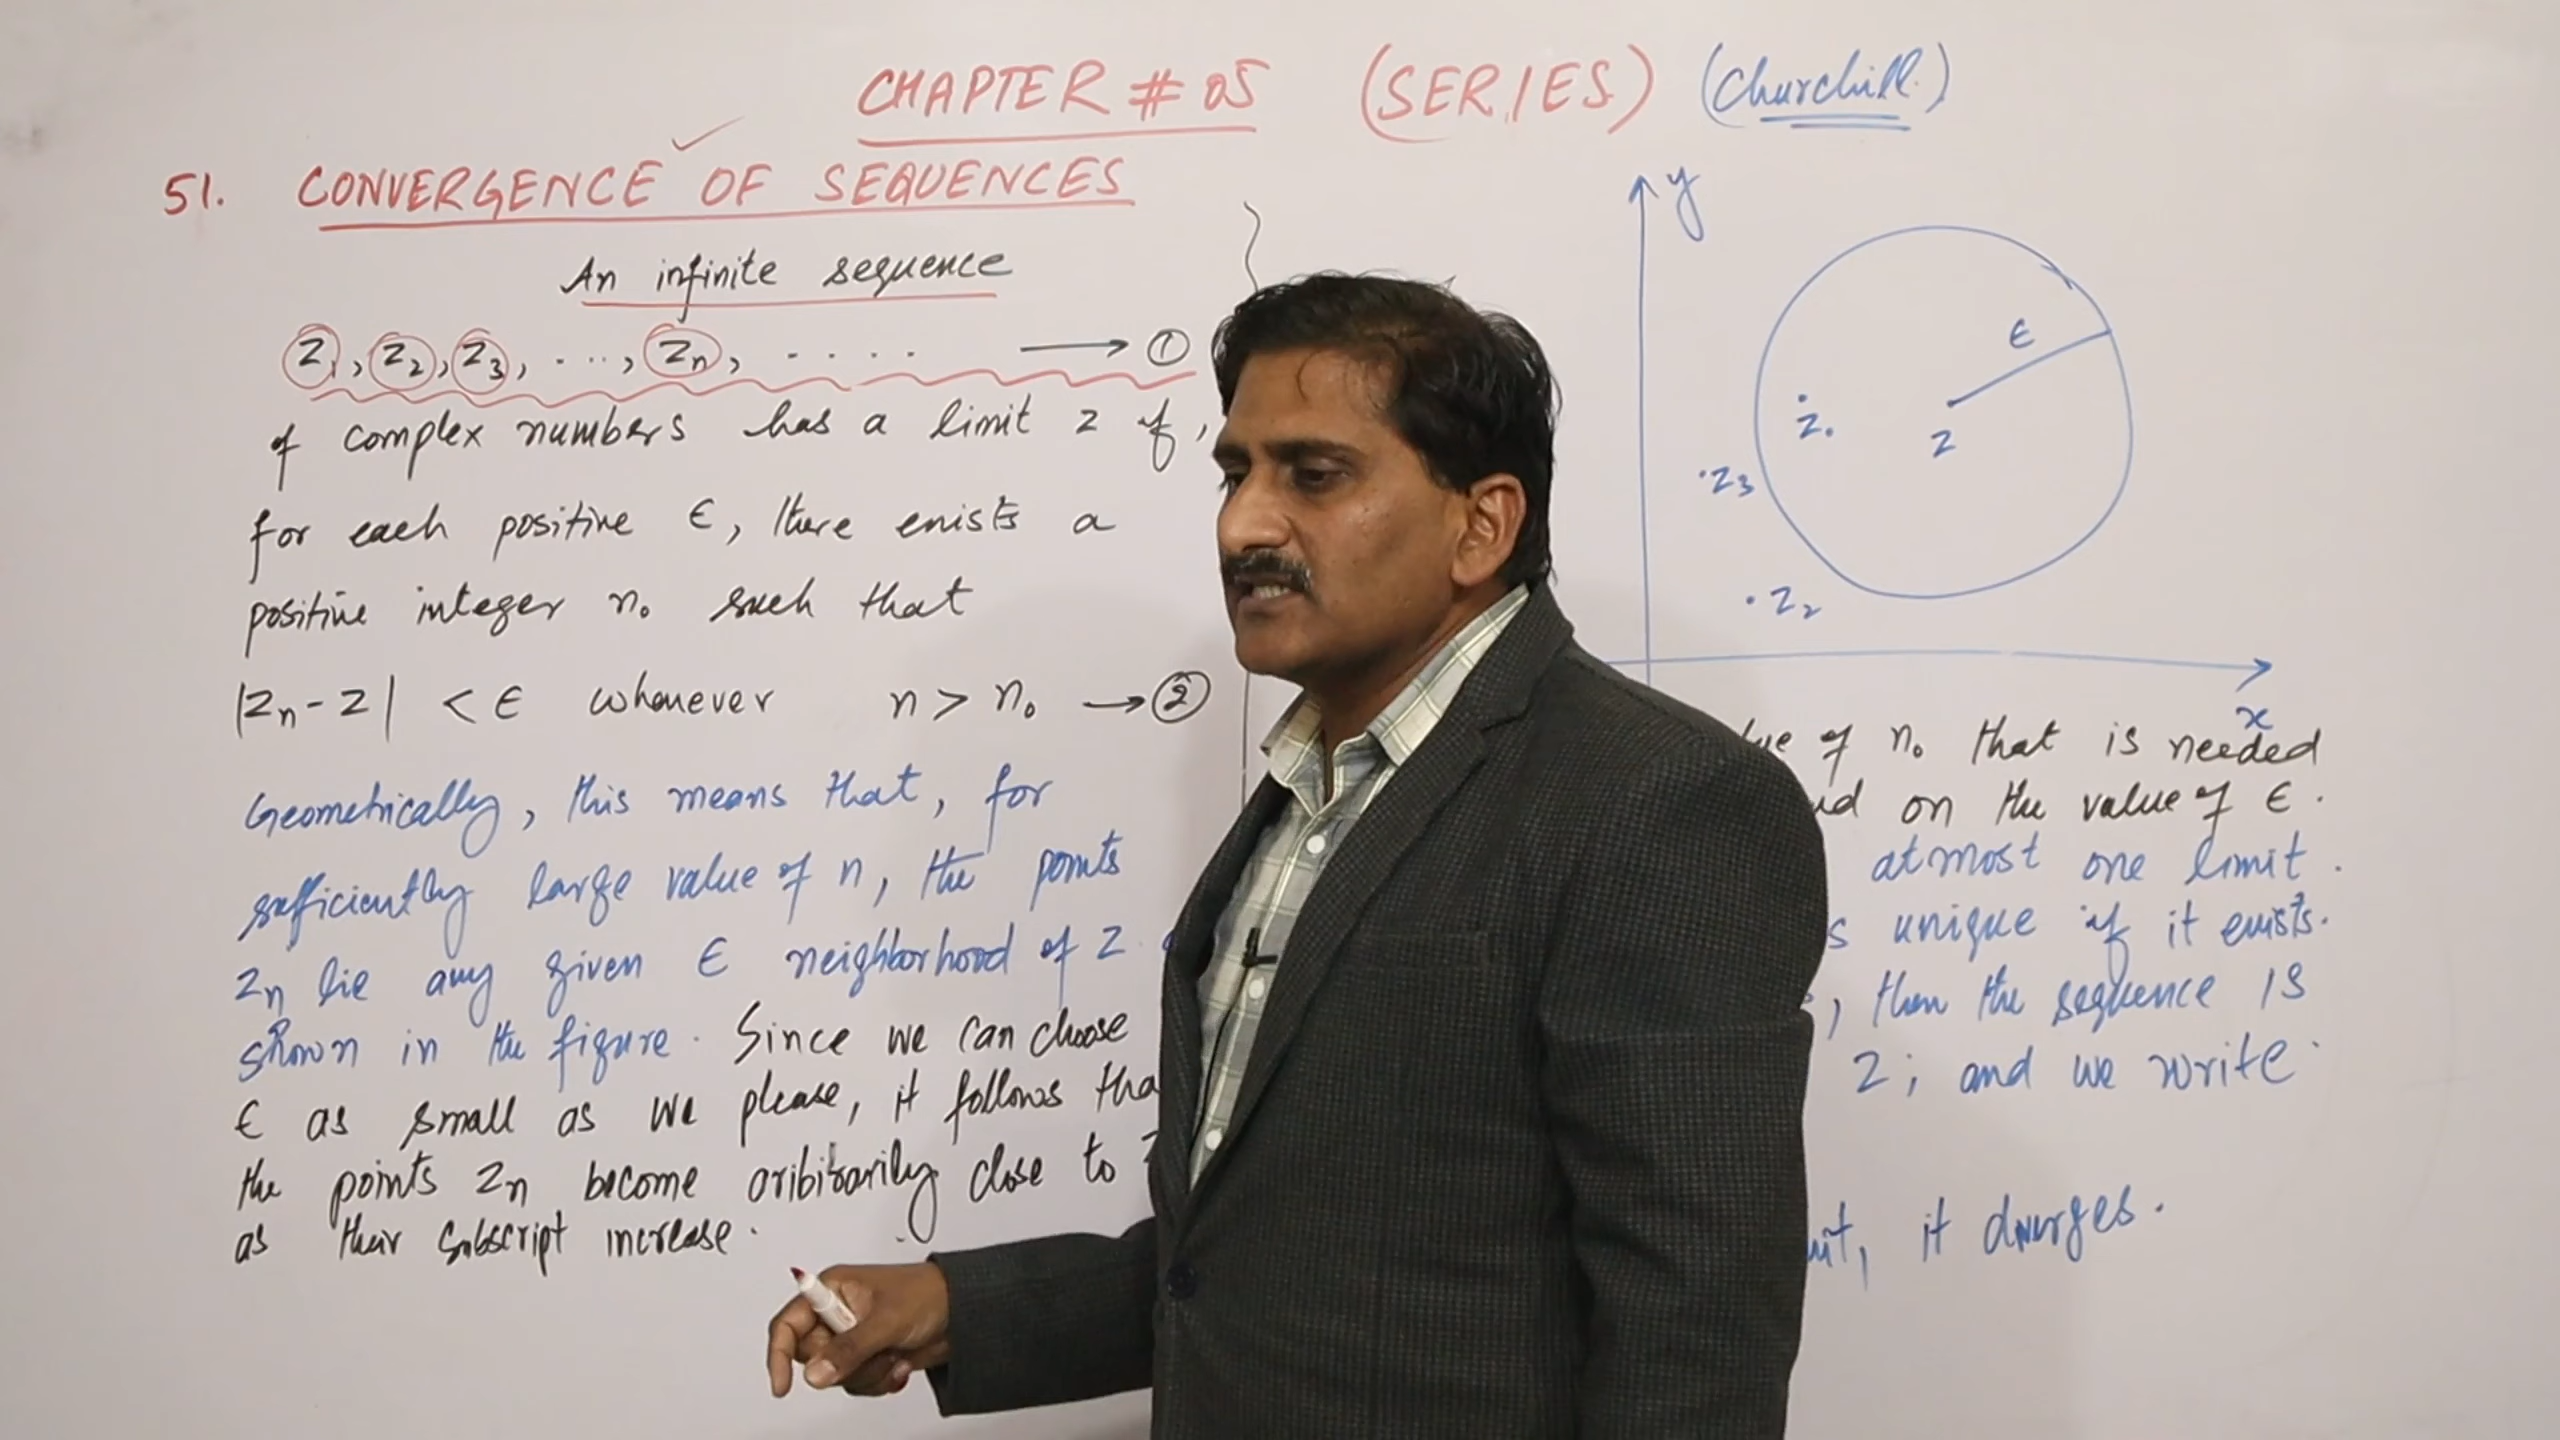 CHAPTER # 05 (SERIES) (Churchill)
51. CONVERGENCE OF SEQUENCES
An infinite sequence
Z₁, Z₂, Z₃, ..., Zₙ, .... → ①
of complex numbers has a limit z if,
for each positive ϵ, there exists a
positive integer n₀ such that
|Zₙ - Z| < ϵ whenever n > n₀ → ②
Geometrically, this means that, for
sufficiently large value of n, the points
Zₙ lie any given ϵ neighborhood of Z
shown in the figure. Since we can choose
ϵ as small as we please, it follows tha
the points Zₙ become aribitrarily close to
as their subscript increase.
y
ϵ
Z
Z₃
Z₂
x
of n₀ that is needed
on the value of ϵ.
atmost one limit.
s unique if it exists.
, then the sequence is
Z; and we write
, it diverges.